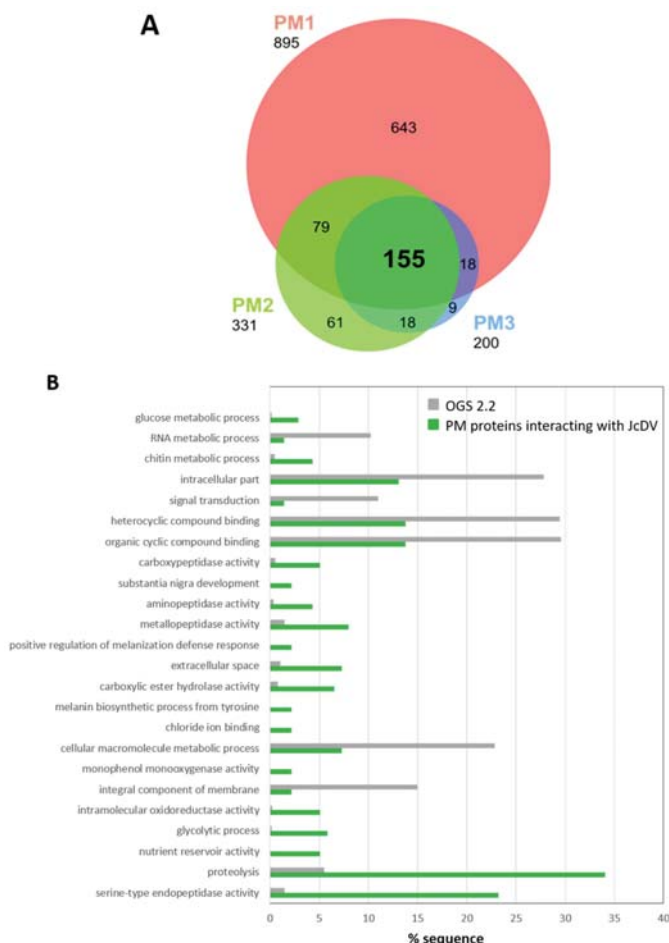 A
PM1
895
643
79
155
18
PM2
331
61
18
9
PM3
200
B
OGS 2.2
PM proteins interacting with JcDV
glucose metabolic process
RNA metabolic process
chitin metabolic process
intracellular part
signal transduction
heterocyclic compound binding
organic cyclic compound binding
carboxypeptidase activity
substantia nigra development
aminopeptidase activity
metallopeptidase activity
positive regulation of melanization defense response
extracellular space
carboxylic ester hydrolase activity
melanin biosynthetic process from tyrosine
chloride ion binding
cellular macromolecule metabolic process
monophenol monooxygenase activity
integral component of membrane
intramolecular oxidoreductase activity
glycolytic process
nutrient reservoir activity
proteolysis
serine-type endopeptidase activity
0 5 10 15 20 25 30 35 40
% sequence